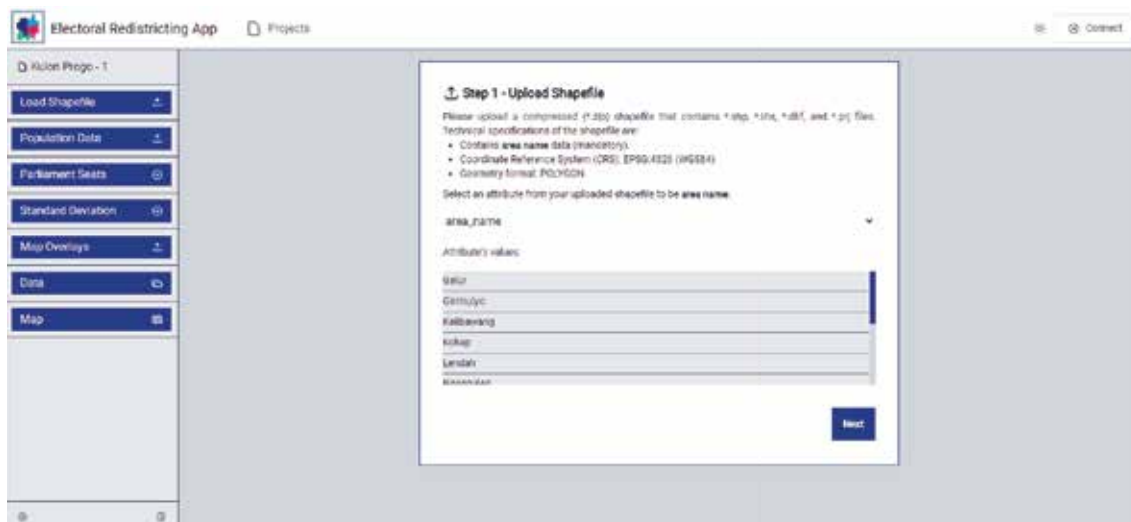 Electoral Redistricting App
Projects
Connect
Kulon Progo - 1
Load Shapefile
Population Data
Parliament Seats
Standard Deviation
Map Overlays
Data
Map
Step 1 - Upload Shapefile
Please upload a compressed (*.zip) shapefile that contains *.shp, *.shx, *.dbf, and *.prj files.
Technical specifications of the shapefile are:
• Contains area name data (mandatory).
• Coordinate Reference System (CRS): EPSG:4326 (WGS84)
• Geometry format: POLYGON.
Select an attribute from your uploaded shapefile to be area name:
area_name
Attribute's values:
Galur
Girimulyo
Kalibawang
Kokap
Lendah
Next